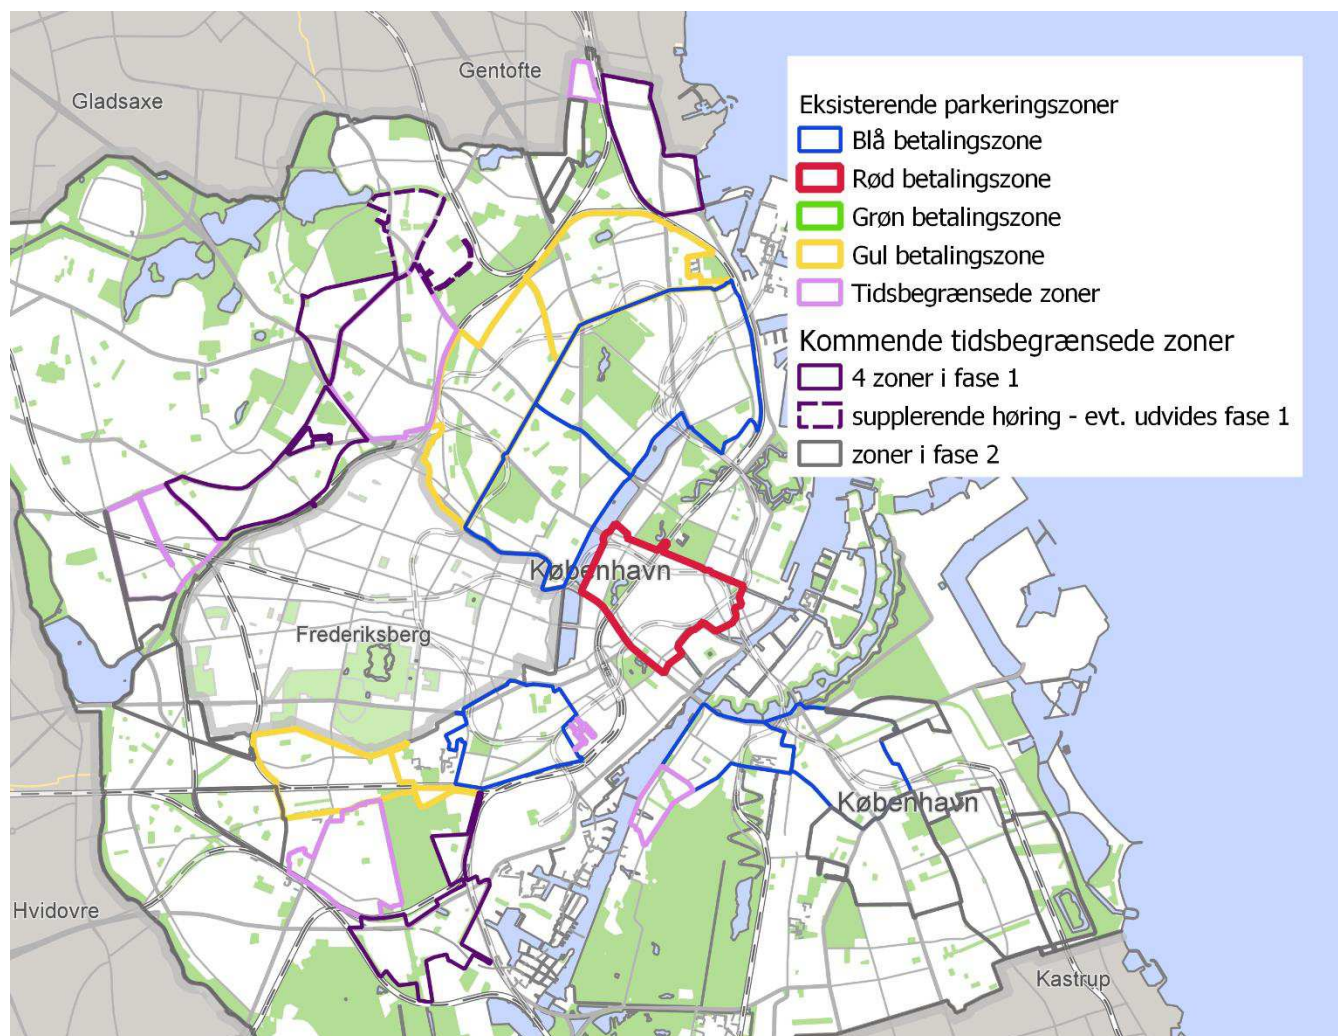 Gentofte
Gladsaxe
Eksisterende parkeringszoner
Blå betalingszone
Rød betalingszone
Grøn betalingszone
Gul betalingszone
Tidsbegrænsede zoner
Kommende tidsbegrænsede zoner
4 zoner i fase 1
supplerende høring - evt. udvides fase 1
zoner i fase 2
København
Frederiksberg
København
Hvidovre
Kastrup